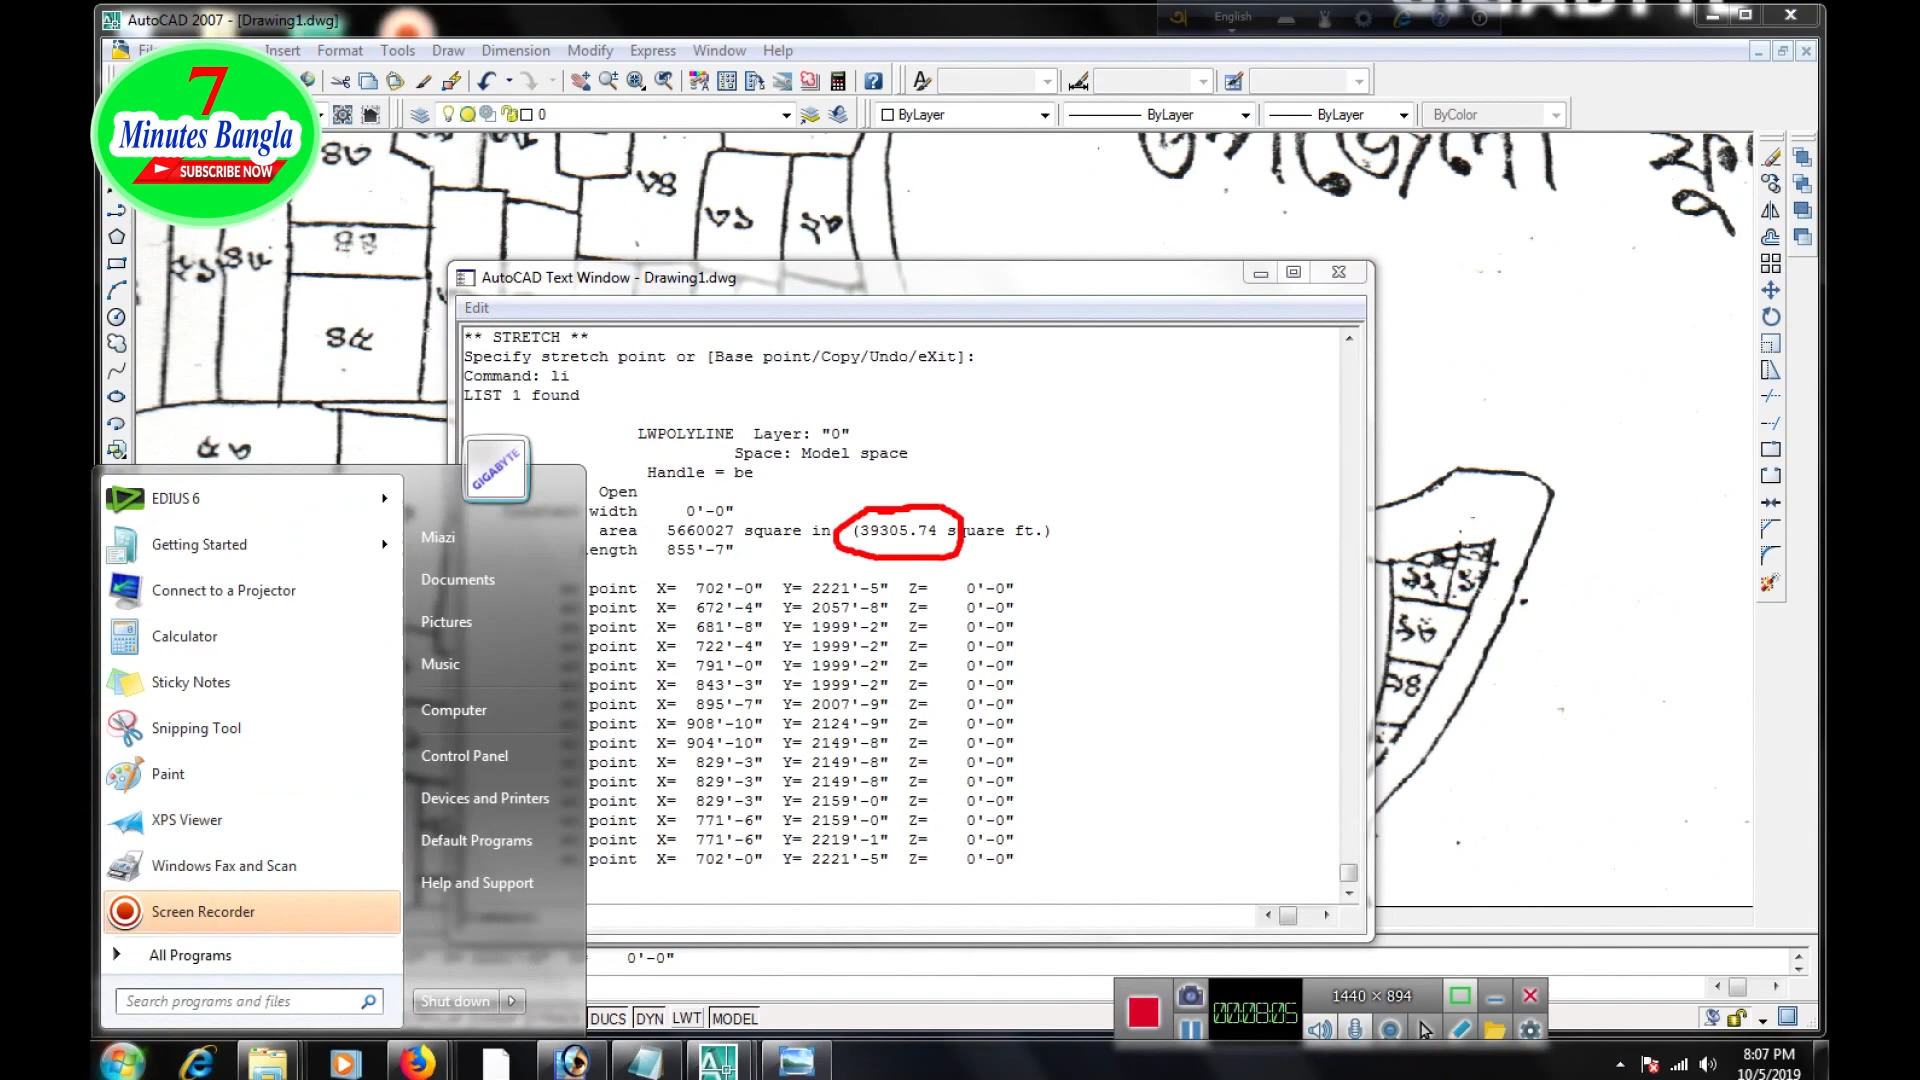 AutoCAD 2007 - [Drawing1.dwg]
English
Insert Format Tools Draw Dimension Modify Express Window Help
7
Minutes Bangla
SUBSCRIBE NOW
0
ByLayer
ByLayer
ByLayer
ByColor
AutoCAD Text Window - Drawing1.dwg
Edit
** STRETCH **
Specify stretch point or [Base point/Copy/Undo/eXit]:
Command: li
LIST 1 found
LWPOLYLINE Layer: "0"
Space: Model space
Handle = be
Open
width 0'-0"
area 5660027 square in (39305.74 square ft.)
length 855'-7"
point X= 702'-0" Y= 2221'-5" Z= 0'-0"
point X= 672'-4" Y= 2057'-8" Z= 0'-0"
point X= 681'-8" Y= 1999'-2" Z= 0'-0"
point X= 722'-4" Y= 1999'-2" Z= 0'-0"
point X= 791'-0" Y= 1999'-2" Z= 0'-0"
point X= 843'-3" Y= 1999'-2" Z= 0'-0"
point X= 895'-7" Y= 2007'-9" Z= 0'-0"
point X= 908'-10" Y= 2124'-9" Z= 0'-0"
point X= 904'-10" Y= 2149'-8" Z= 0'-0"
point X= 829'-3" Y= 2149'-8" Z= 0'-0"
point X= 829'-3" Y= 2149'-8" Z= 0'-0"
point X= 829'-3" Y= 2159'-0" Z= 0'-0"
point X= 771'-6" Y= 2159'-0" Z= 0'-0"
point X= 771'-6" Y= 2219'-1" Z= 0'-0"
point X= 702'-0" Y= 2221'-5" Z= 0'-0"
0'-0"
GIGABYTE
EDIUS 6
Getting Started
Connect to a Projector
Calculator
Sticky Notes
Snipping Tool
Paint
XPS Viewer
Windows Fax and Scan
Screen Recorder
All Programs
Search programs and files
Miazi
Documents
Pictures
Music
Computer
Control Panel
Devices and Printers
Default Programs
Help and Support
Shut down
DUCS DYN LWT MODEL
00:08:05
1440 × 894
8:07 PM
10/5/2019